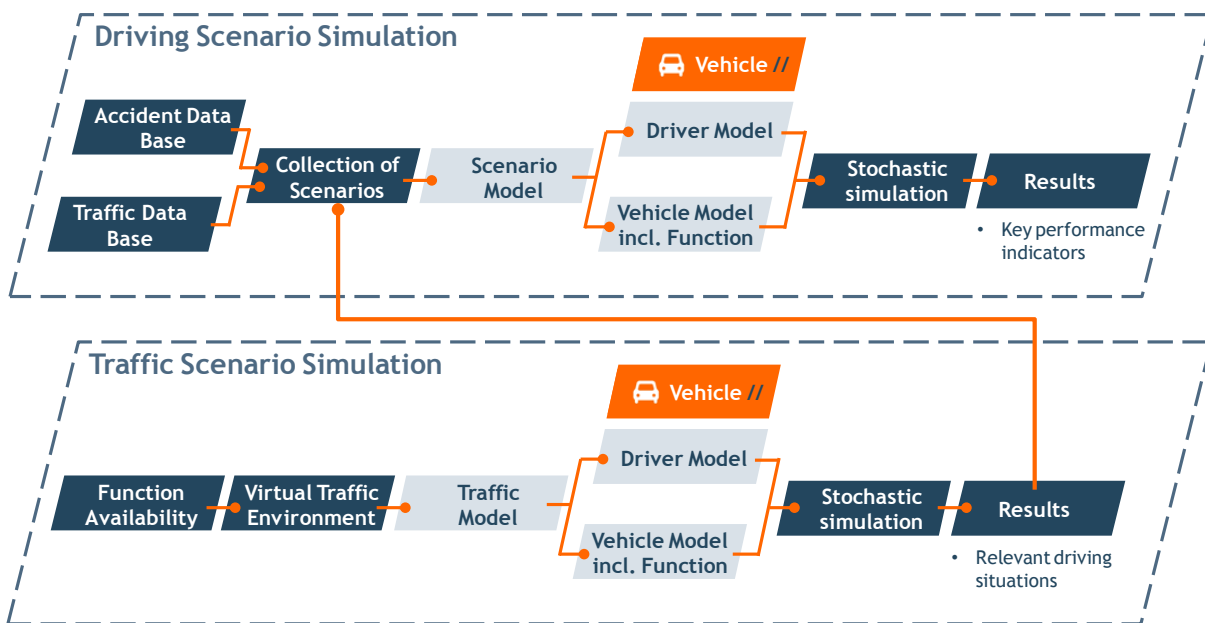 Driving Scenario Simulation
Vehicle //
Accident Data
Base
Driver Model
Collection of
Scenarios
Scenario
Model
Stochastic
simulation
Results
Traffic Data
Base
Vehicle Model
incl. Function
• Key performance
indicators
Traffic Scenario Simulation
Vehicle //
Driver Model
Function
Availability
Virtual Traffic
Environment
Traffic
Model
Stochastic
simulation
Results
Vehicle Model
incl. Function
• Relevant driving
situations